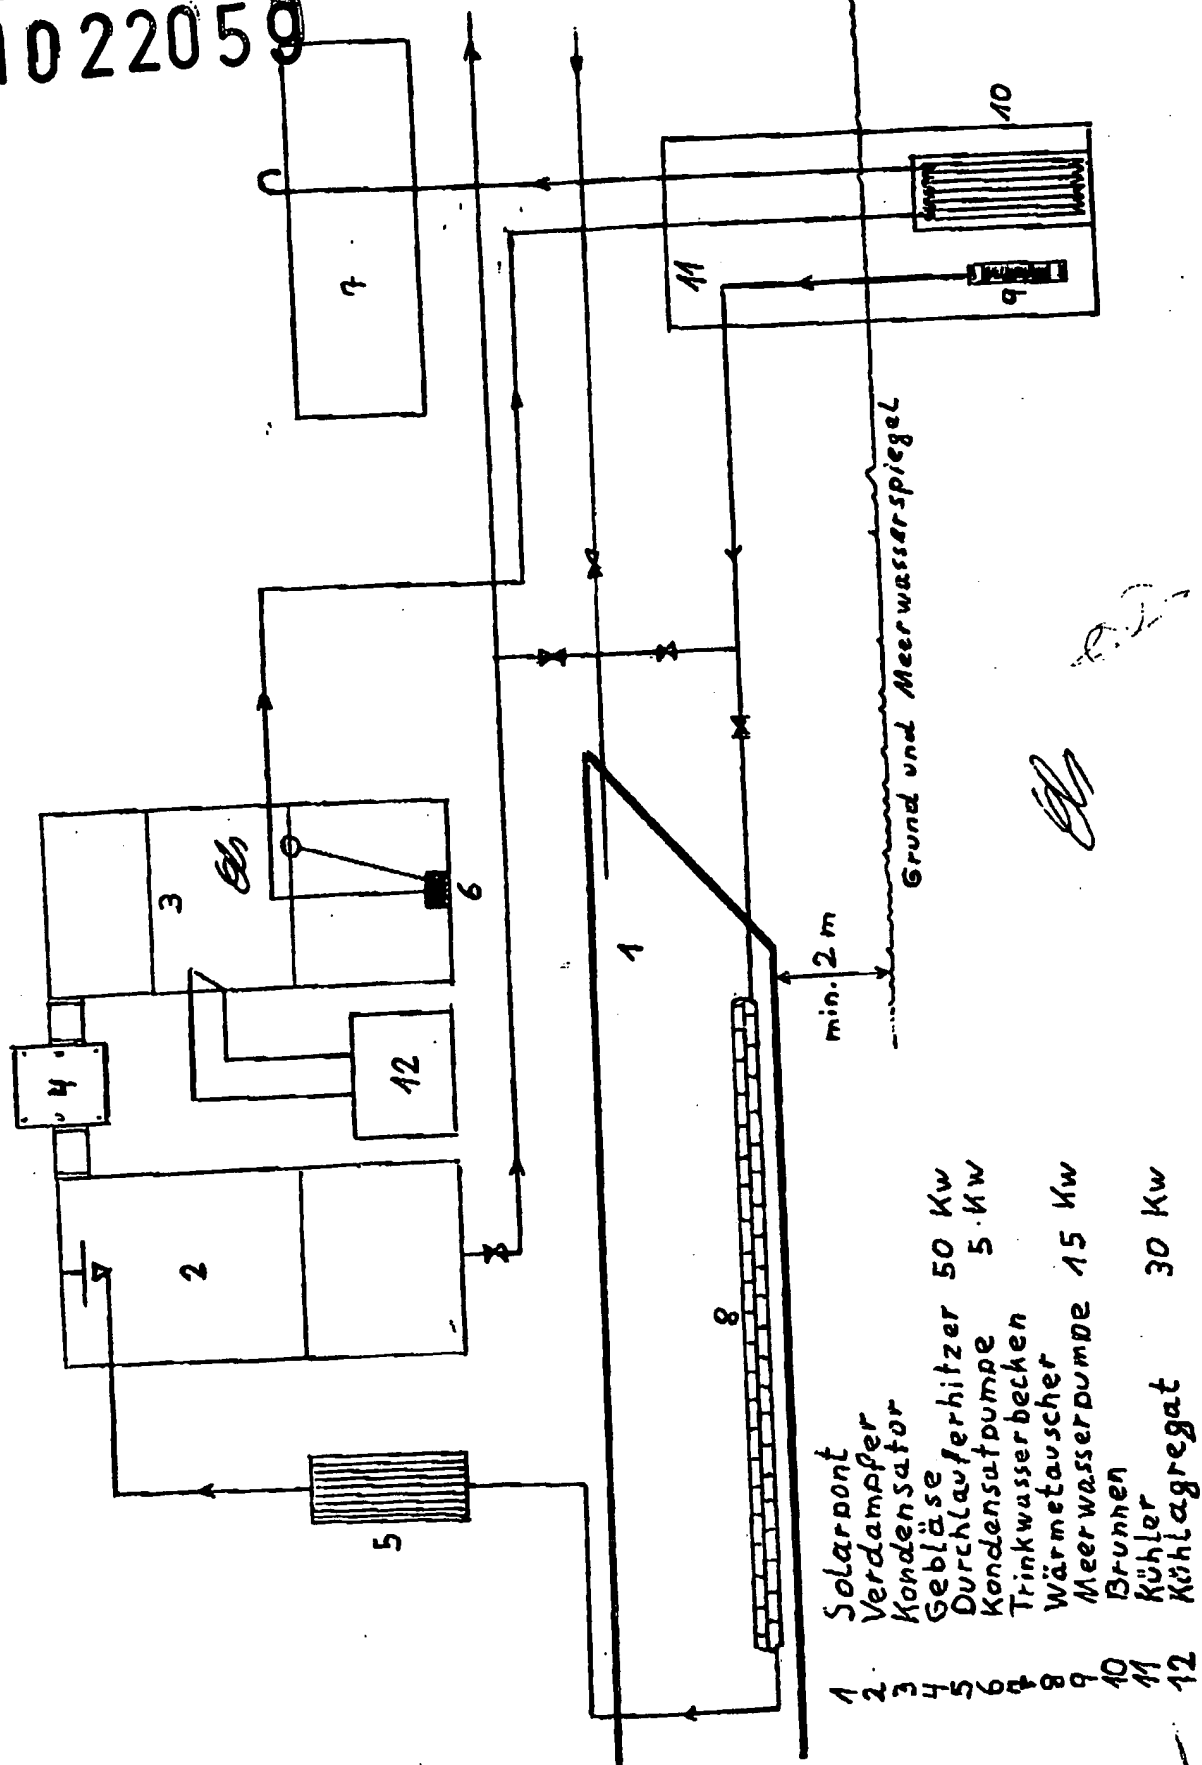 1022059
7
10
11
9
4
3
6
12
2
5
1
8
min. 2 m
Grund und Meerwasserspiegel
1 Solarpont
2. Verdampfer
3 Kondensator
4 Gebläse
5 Durchlauferhitzer 50 Kw
6 Kondensatpumpe 5 Kw
7 Trinkwasserbecken
8 Wärmetauscher
9 Meerwasserpumpe 15 Kw
10 Brunnen
11 Kühler
12 Kühlagregat 30 Kw